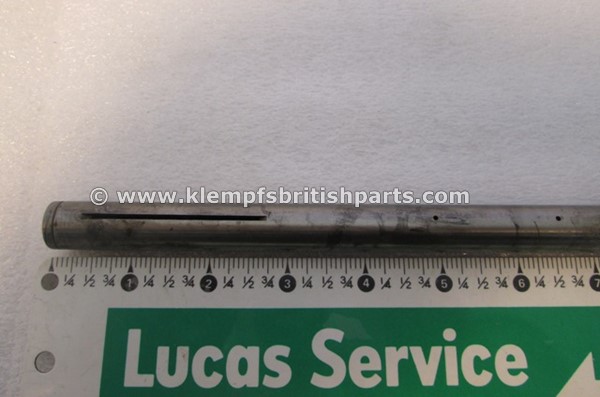 © www.klempfsbritishparts.com
1/4 1/2 3/4 1 1/4 1/2 3/4 2 1/4 1/2 3/4 3 1/4 1/2 3/4 4 1/4 1/2 3/4 5 1/4 1/2 3/4 6 1/4 1/2 3/4 7
Lucas Service